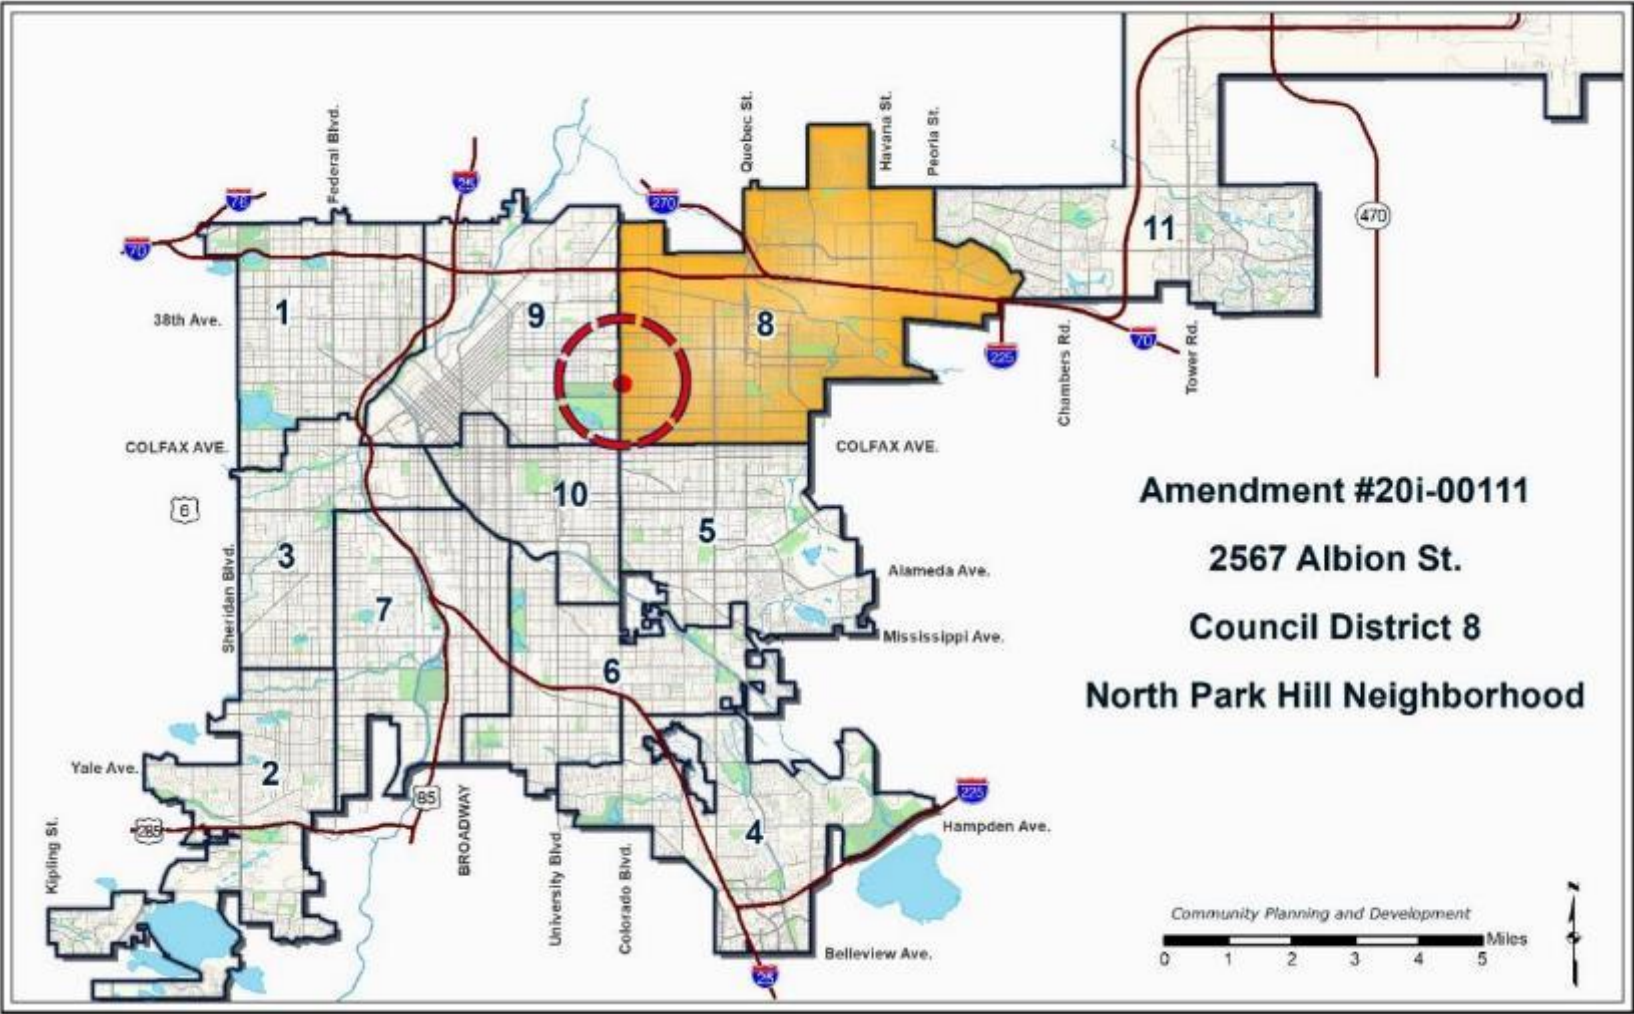 Federal Blvd.
Quebec St.
Havana St.
Peoria St.
76
25
270
70
470
11
1
9
8
38th Ave.
225
70
Chambers Rd.
Tower Rd.
COLFAX AVE.
COLFAX AVE.
6
10
5
3
Sheridan Blvd.
7
Alameda Ave.
Mississippi Ave.
6
Amendment #20i-00111
2567 Albion St.
Council District 8
North Park Hill Neighborhood
Yale Ave.
2
85
285
BROADWAY
Kipling St.
University Blvd
Colorado Blvd.
4
225
Hampden Ave.
Belleview Ave.
25
Community Planning and Development
Miles
0 1 2 3 4 5